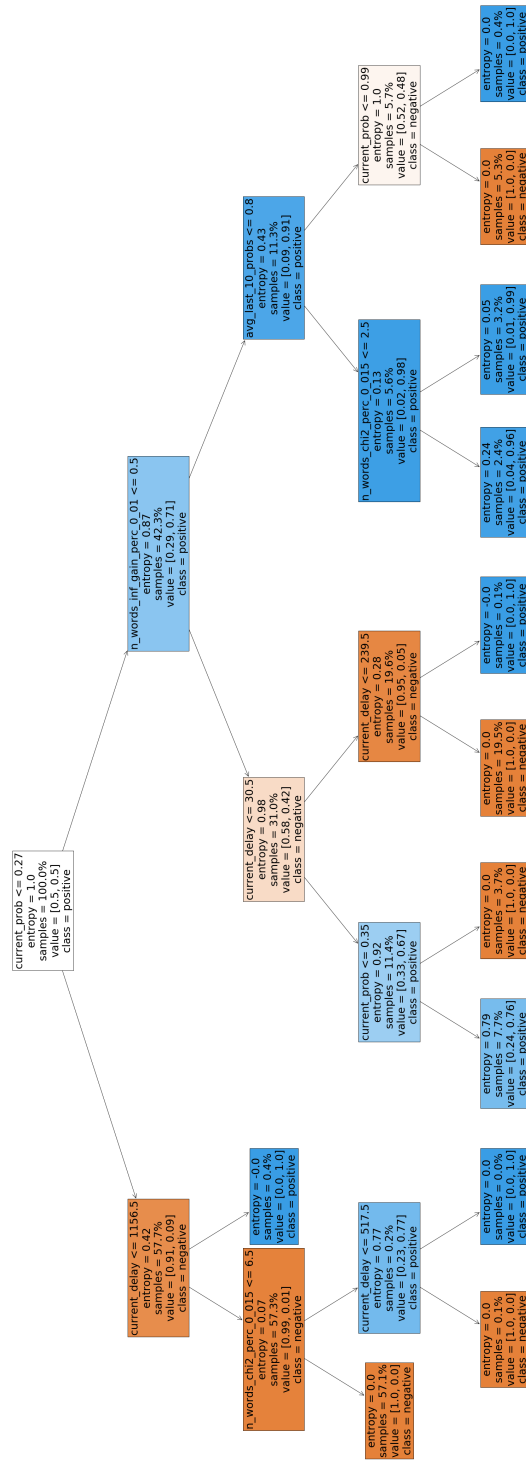 current_prob <= 0.27
entropy = 1.0
samples = 100.0%
value = [0.5, 0.5]
class = positive
current_delay <= 1156.5
entropy = 0.42
samples = 57.7%
value = [0.91, 0.09]
class = negative
n_words_inf_gain_perc_0_01 <= 0.5
entropy = 0.87
samples = 42.3%
value = [0.29, 0.71]
class = positive
n_words_chi2_perc_0_015 <= 6.5
entropy = 0.07
samples = 57.3%
value = [0.99, 0.01]
class = negative
entropy = -0.0
samples = 0.4%
value = [0.0, 1.0]
class = positive
current_delay <= 30.5
entropy = 0.98
samples = 31.0%
value = [0.58, 0.42]
class = negative
avg_last_10_probs <= 0.8
entropy = 0.43
samples = 11.3%
value = [0.09, 0.91]
class = positive
entropy = 0.0
samples = 57.1%
value = [1.0, 0.0]
class = negative
current_delay <= 517.5
entropy = 0.77
samples = 0.2%
value = [0.23, 0.77]
class = positive
current_prob <= 0.35
entropy = 0.92
samples = 11.4%
value = [0.33, 0.67]
class = positive
current_delay <= 239.5
entropy = 0.28
samples = 19.6%
value = [0.95, 0.05]
class = negative
n_words_chi2_perc_0_015 <= 2.5
entropy = 0.13
samples = 5.6%
value = [0.02, 0.98]
class = positive
current_prob <= 0.99
entropy = 1.0
samples = 5.7%
value = [0.52, 0.48]
class = negative
entropy = 0.0
samples = 0.1%
value = [1.0, 0.0]
class = negative
entropy = 0.0
samples = 0.0%
value = [0.0, 1.0]
class = positive
entropy = 0.79
samples = 7.7%
value = [0.24, 0.76]
class = positive
entropy = 0.0
samples = 3.7%
value = [1.0, 0.0]
class = negative
entropy = 0.0
samples = 19.5%
value = [1.0, 0.0]
class = negative
entropy = -0.0
samples = 0.1%
value = [0.0, 1.0]
class = positive
entropy = 0.24
samples = 2.4%
value = [0.04, 0.96]
class = positive
entropy = 0.05
samples = 3.2%
value = [0.01, 0.99]
class = positive
entropy = 0.0
samples = 5.3%
value = [1.0, 0.0]
class = negative
entropy = 0.0
samples = 0.4%
value = [0.0, 1.0]
class = positive